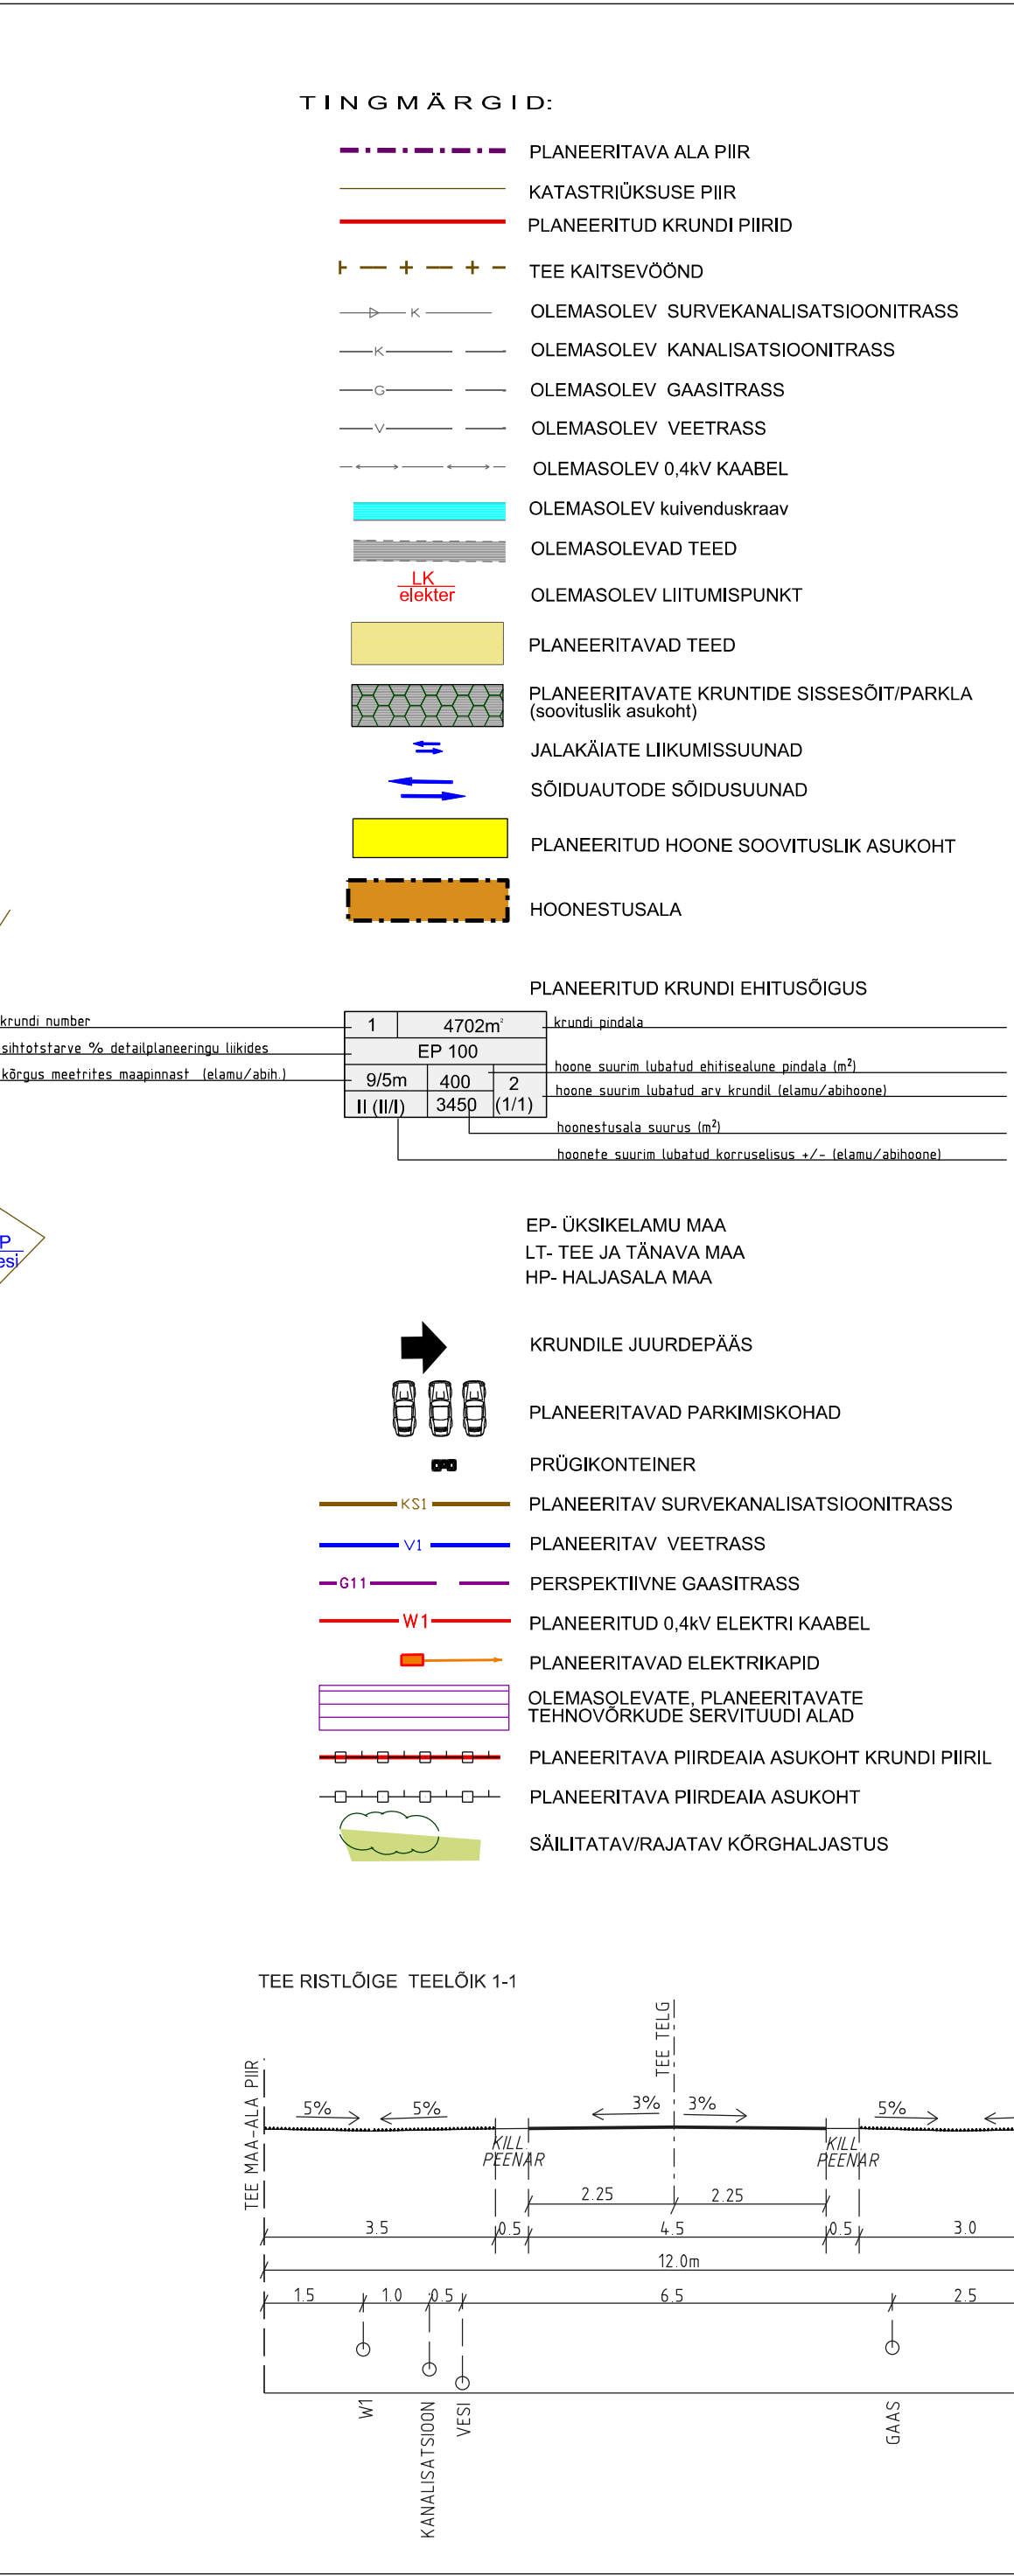 TINGMÄRGID:
PLANEERITAVA ALA PIIR
KATASTRIÜKSUSE PIIR
PLANEERITUD KRUNDI PIIRID
TEE KAITSEVÖÖND
K OLEMASOLEV SURVEKANALISATSIOONITRASS
K OLEMASOLEV KANALISATSIOONITRASS
G OLEMASOLEV GAASITRASS
V OLEMASOLEV VEETRASS
OLEMASOLEV 0,4kV KAABEL
OLEMASOLEV kuivenduskraav
OLEMASOLEVAD TEED
LK
elekter
OLEMASOLEV LIITUMISPUNKT
PLANEERITAVAD TEED
PLANEERITAVATE KRUNTIDE SISSESÕIT/PARKLA
(soovituslik asukoht)
JALAKÄIATE LIIKUMISSUUNAD
SÕIDUAUTODE SÕIDUSUUNAD
PLANEERITUD HOONE SOOVITUSLIK ASUKOHT
HOONESTUSALA
PLANEERITUD KRUNDI EHITUSÕIGUS
krundi number
1 4702m² krundi pindala
sihtotstarve % detailplaneeringu liikides
EP 100
kõrgus meetrites maapinnast (elamu/abih.)
hoone suurim lubatud ehitisealune pindala (m²)
9/5m 400 2
hoone suurim lubatud arv krundil (elamu/abihoone)
II (II/I) 3450 (1/1)
hoonestusala suurus (m²)
hoonete suurim lubatud korruselisus +/- (elamu/abihoone)
P
esi
EP- ÜKSIKELAMU MAA
LT- TEE JA TÄNAVA MAA
HP- HALJASALA MAA
KRUNDILE JUURDEPÄÄS
PLANEERITAVAD PARKIMISKOHAD
PRÜGIKONTEINER
KS1 PLANEERITAV SURVEKANALISATSIOONITRASS
V1 PLANEERITAV VEETRASS
G11 PERSPEKTIIVNE GAASITRASS
W1 PLANEERITUD 0,4kV ELEKTRI KAABEL
PLANEERITAVAD ELEKTRIKAPID
OLEMASOLEVATE, PLANEERITAVATE
TEHNOVÕRKUDE SERVITUUDI ALAD
PLANEERITAVA PIIRDEAIA ASUKOHT KRUNDI PIIRIL
PLANEERITAVA PIIRDEAIA ASUKOHT
SÄILITATAV/RAJATAV KÕRGHALJASTUS
TEE RISTLÕIGE TEELÕIK 1-1
TEE MAA-ALA PIIR
TEE TELG
5% 5% 3% 3% 5%
KILL.
PEENAR
KILL.
PEENAR
2.25 2.25
3.5 0.5 4.5 0.5 3.0
12.0m
1.5 1.0 0.5 6.5 2.5
W1
KANALISATSIOON
VESI
GAAS